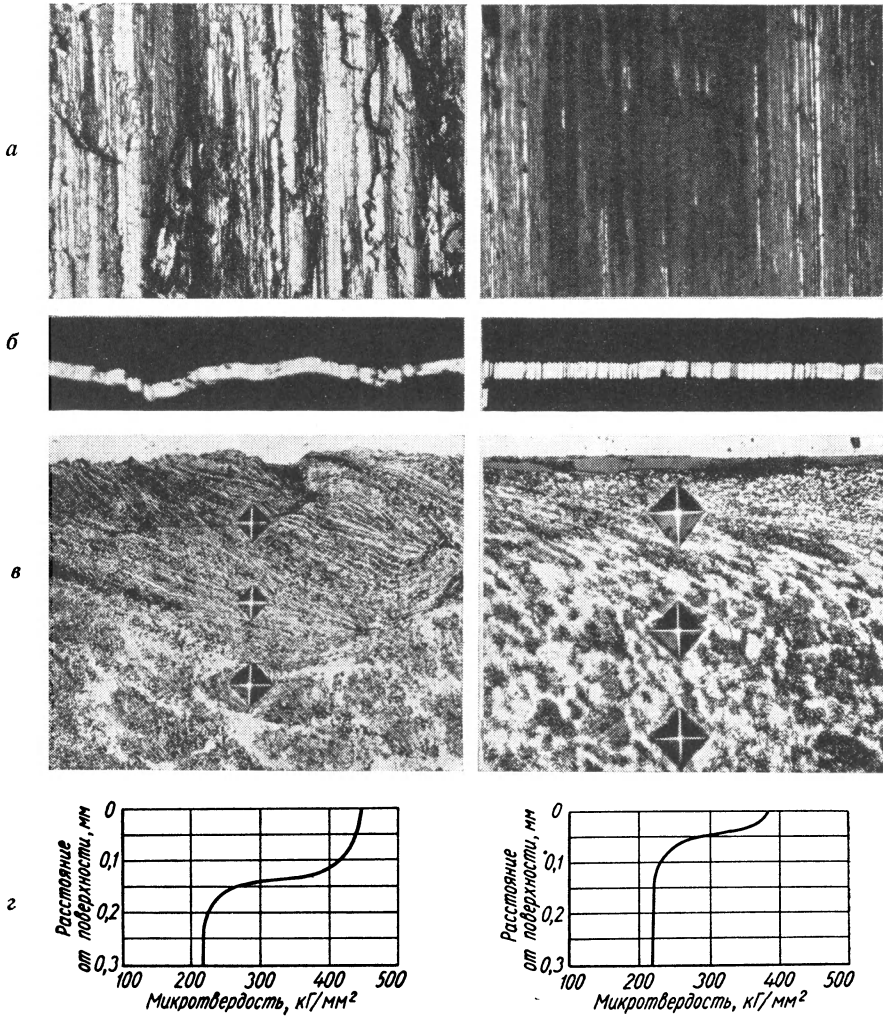 а
б
в
г
Расстояние от поверхности, мм
0
0,1
0,2
0,3
100 200 300 400 500
Микротвердость, кГ/мм²
Расстояние от поверхности, мм
0
0,1
0,2
0,3
100 200 300 400 500
Микротвердость, кГ/мм²